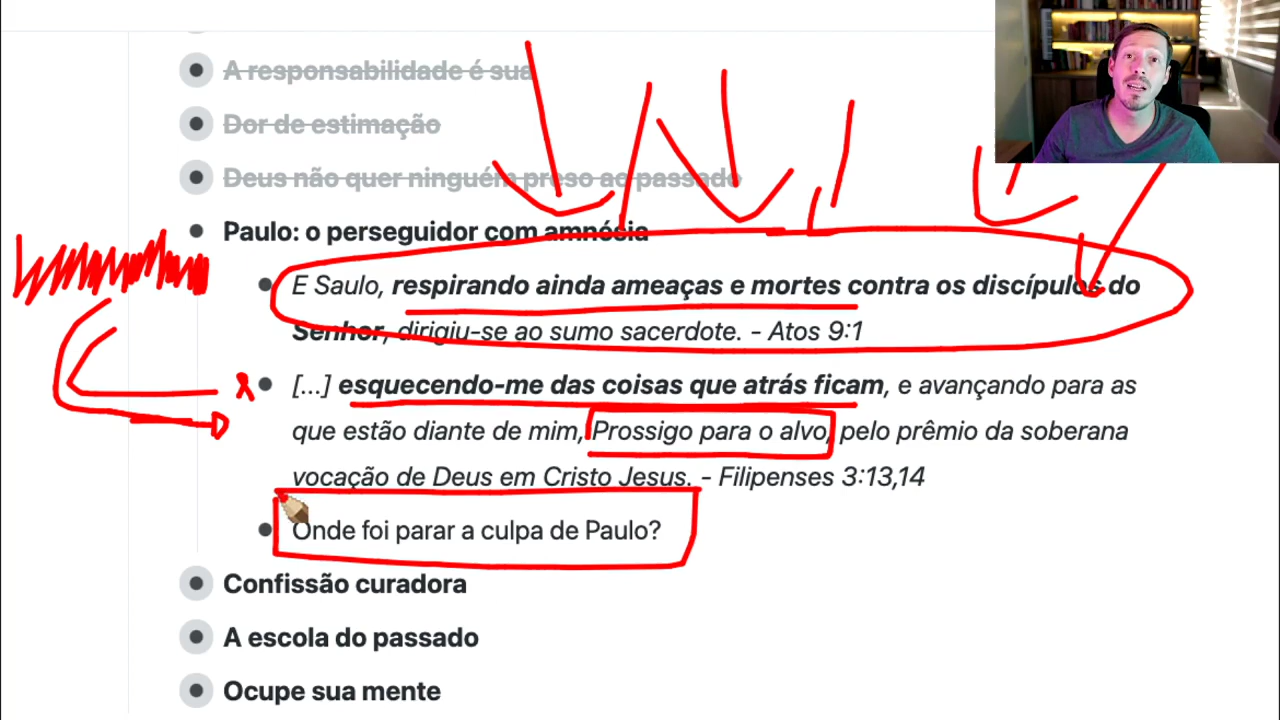 A responsabilidade é sua
Dor de estimação
Deus não quer ninguém preso ao passado
Paulo: o perseguidor com amnésia
E Saulo, respirando ainda ameaças e mortes contra os discípulos do
Senhor, dirigiu-se ao sumo sacerdote. - Atos 9:1
[...] esquecendo-me das coisas que atrás ficam, e avançando para as
que estão diante de mim, Prossigo para o alvo, pelo prêmio da soberana
vocação de Deus em Cristo Jesus. - Filipenses 3:13,14
Onde foi parar a culpa de Paulo?
Confissão curadora
A escola do passado
Ocupe sua mente